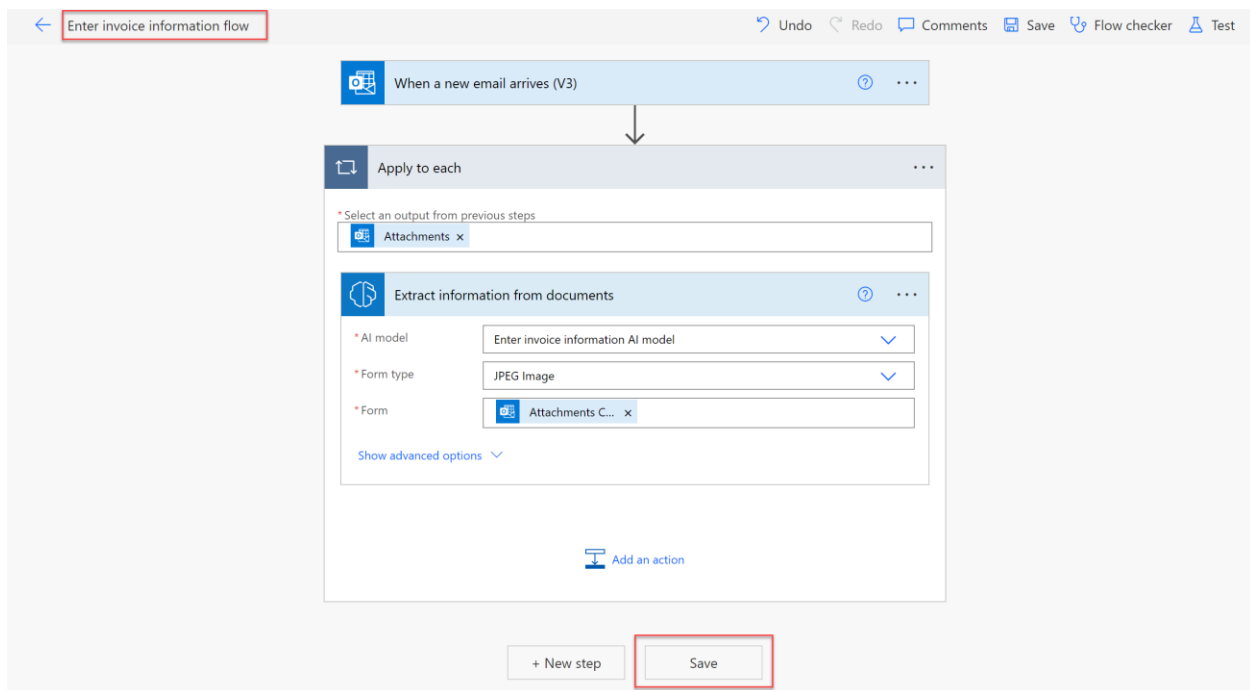 Enter invoice information flow
Undo Redo Comments Save Flow checker Test
When a new email arrives (V3)
Apply to each
* Select an output from previous steps
Attachments ×
Extract information from documents
* AI model Enter invoice information AI model
* Form type JPEG Image
* Form Attachments C... ×
Show advanced options
Add an action
+ New step Save